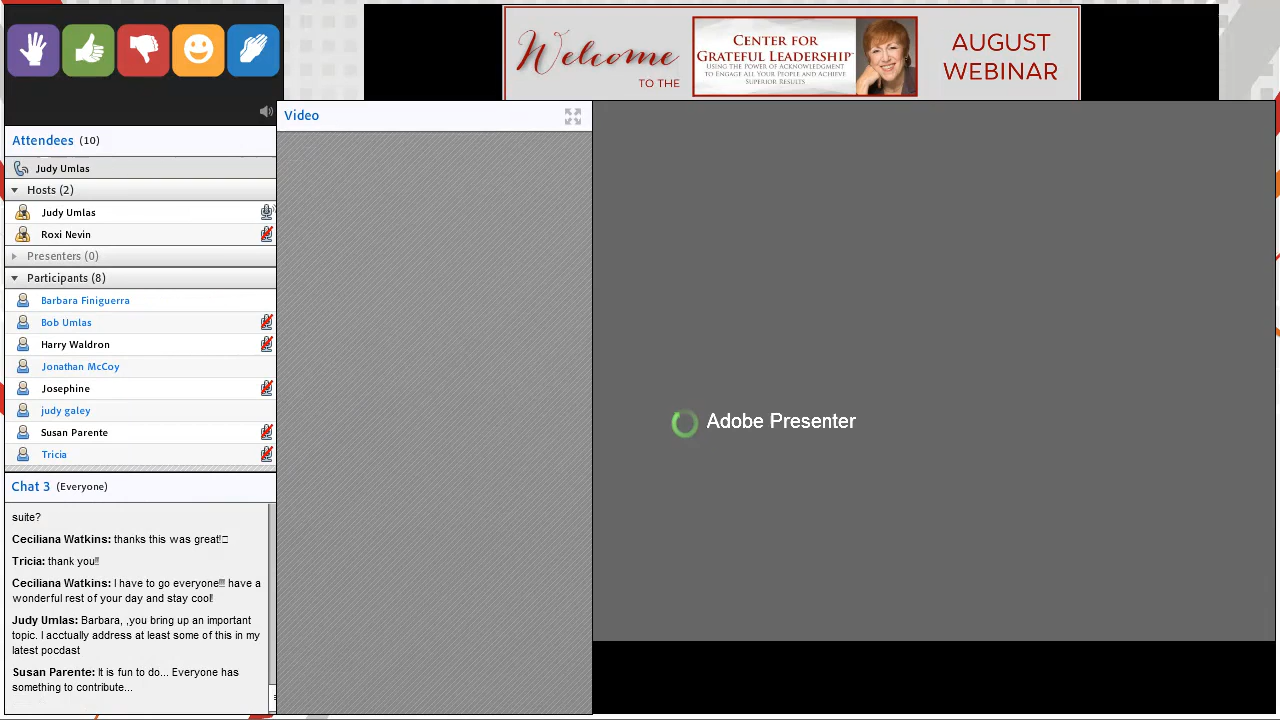 Welcome
TO THE
CENTER FOR
GRATEFUL LEADERSHIP
USING THE POWER OF ACKNOWLEDGMENT
TO ENGAGE ALL YOUR PEOPLE AND ACHIEVE
SUPERIOR RESULTS
AUGUST
WEBINAR
Attendees (10)
Judy Umlas
Hosts (2)
Judy Umlas
Roxi Nevin
Presenters (0)
Participants (8)
Barbara Finiguerra
Bob Umlas
Harry Waldron
Jonathan McCoy
Josephine
judy galey
Susan Parente
Tricia
Chat 3 (Everyone)
suite?
Ceciliana Watkins: thanks this was great!□
Tricia: thank you!!
Ceciliana Watkins: I have to go everyone!!! have a
wonderful rest of your day and stay cool!
Judy Umlas: Barbara, ,you bring up an important
topic. I acctually address at least some of this in my
latest pocdast
Susan Parente: It is fun to do... Everyone has
something to contribute...
Video
Adobe Presenter